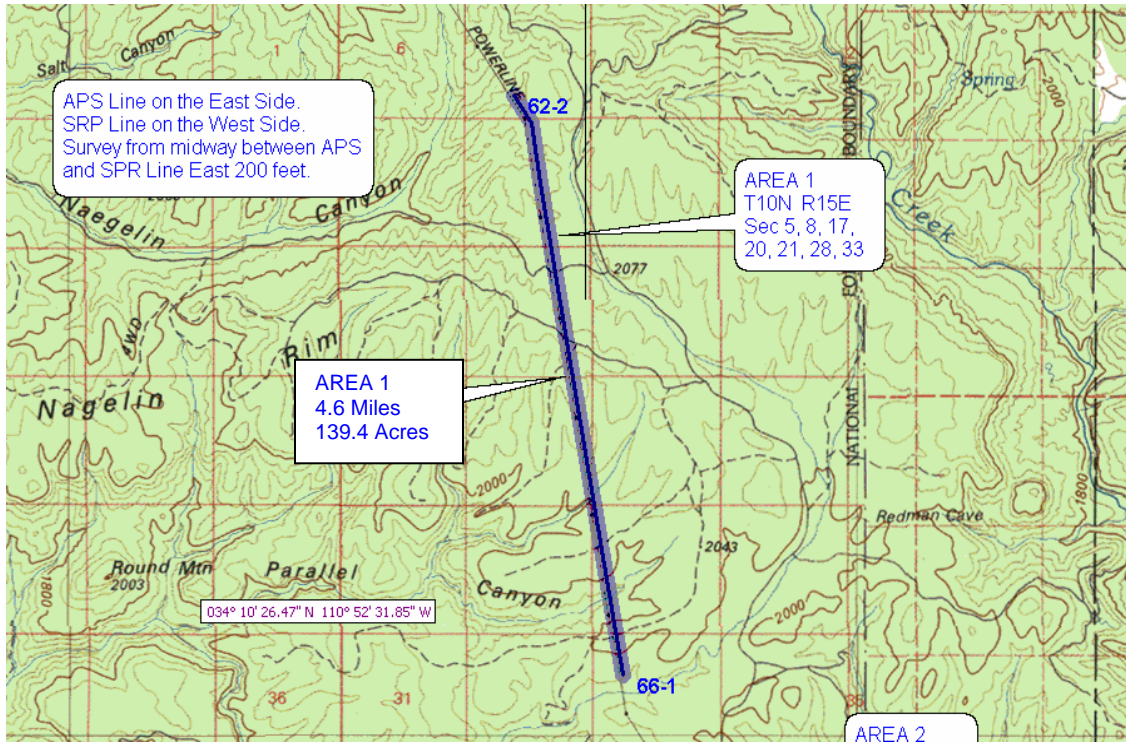 Salt
Canyon
1
6
POWERLINE
62-2
Spring
2000
APS Line on the East Side.
SRP Line on the West Side.
Survey from midway between APS
and SPR Line East 200 feet.
BOUNDARY
AREA 1
T10N R15E
Sec 5, 8, 17,
20, 21, 28, 33
Naegelin
Canyon
Creek
2077
4WD
Rim
AREA 1
4.6 Miles
139.4 Acres
Nagelin
NATIONAL
2000
1800
Redman Cave
2043
Round Mtn
2003
Parallel
Canyon
1800
2000
034° 10' 26.47" N 110° 52' 31.85" W
36
31
66-1
AREA 2